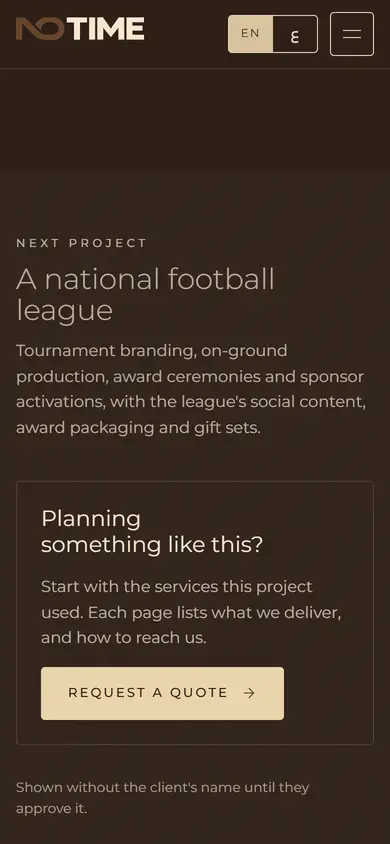 NOTIME
EN
ع
NEXT PROJECT
A national football
league
Tournament branding, on-ground
production, award ceremonies and sponsor
activations, with the league's social content,
award packaging and gift sets.
Planning
something like this?
Start with the services this project
used. Each page lists what we deliver,
and how to reach us.
REQUEST A QUOTE →
Shown without the client's name until they
approve it.